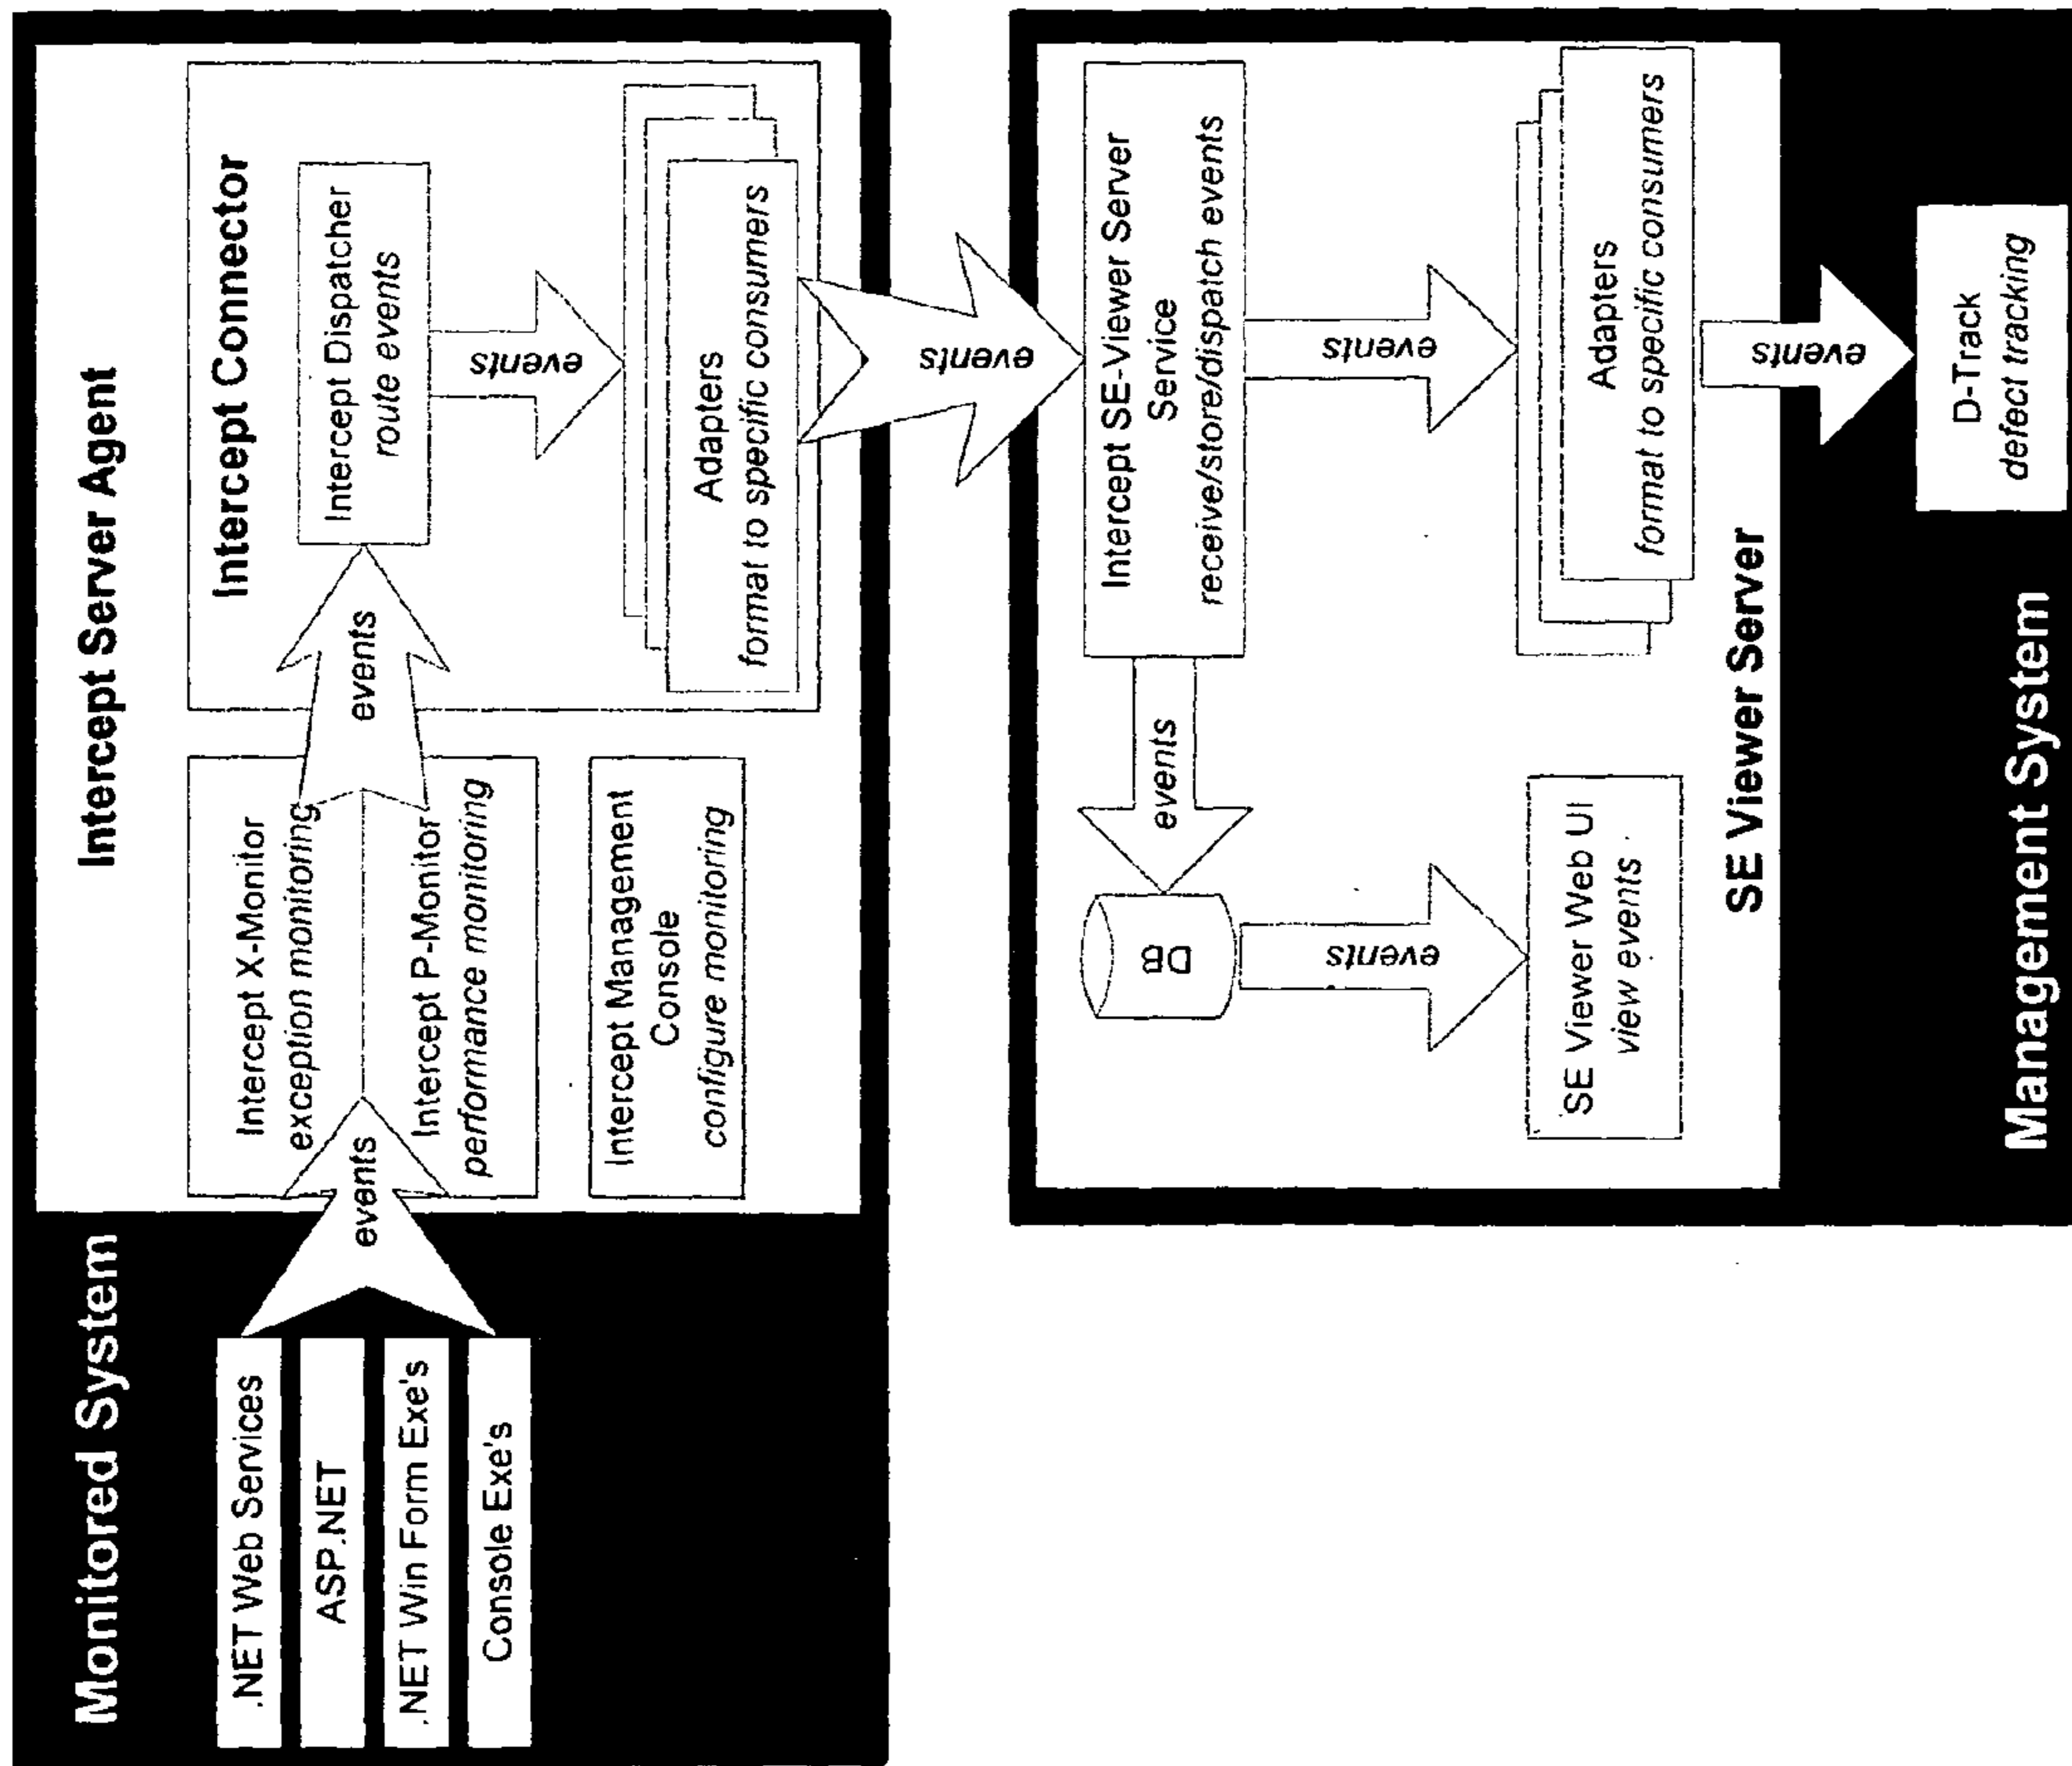 Monitored System
.NET Web Services
ASP.NET
.NET Win Form Exe's
Console Exe's
events
Intercept Server Agent
Intercept X-Monitor
exception monitoring
Intercept P-Monitor
performance monitoring
Intercept Management
Console
configure monitoring
events
Intercept Connector
Intercept Dispatcher
route events
events
Adapters
format to specific consumers
events
Intercept SE-Viewer Server
Service
receive/store/dispatch events
events
DB
events
SE Viewer Web UI
view events
events
Adapters
format to specific consumers
SE Viewer Server
events
D-Track
defect tracking
Management System